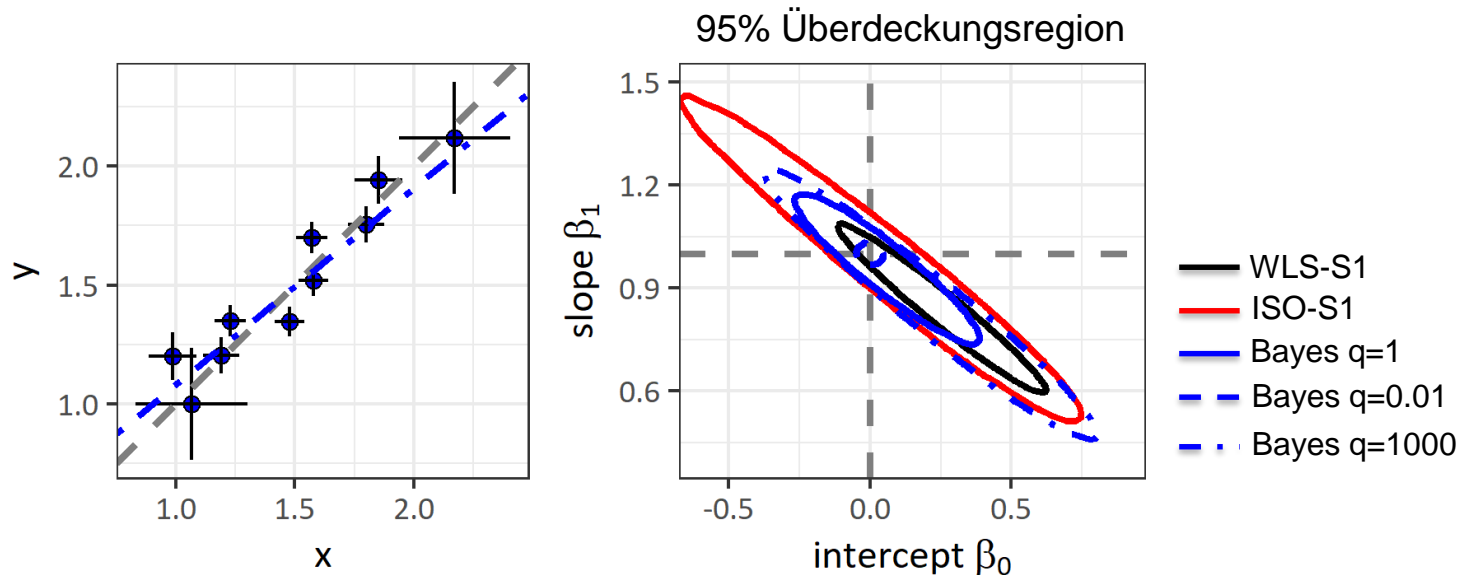 95% Überdeckungsregion
y
2.0
1.5
1.0
1.0 1.5 2.0
x
slope β1
1.5
1.2
0.9
0.6
-0.5 0.0 0.5
intercept β0
WLS-S1
ISO-S1
Bayes q=1
Bayes q=0.01
Bayes q=1000